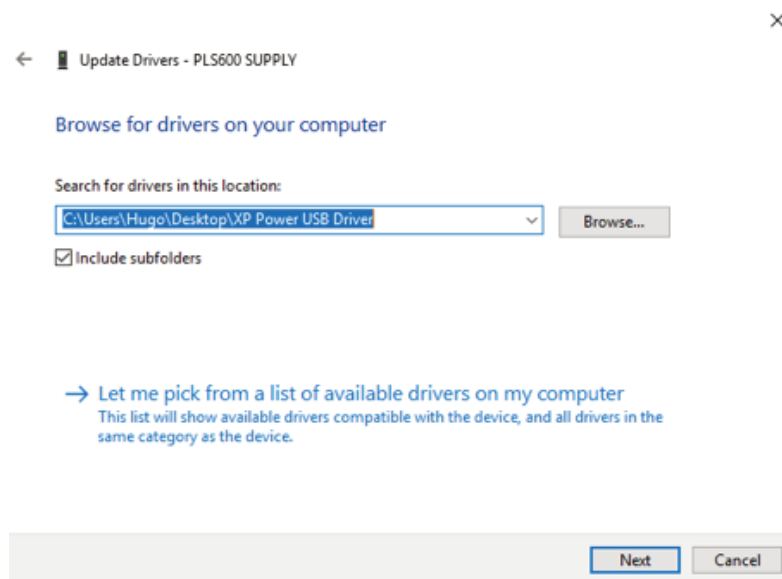 Update Drivers - PLS600 SUPPLY
Browse for drivers on your computer
Search for drivers in this location:
C:\Users\Hugo\Desktop\XP Power USB Driver
Browse...
Include subfolders
Let me pick from a list of available drivers on my computer
This list will show available drivers compatible with the device, and all drivers in the
same category as the device.
Next
Cancel